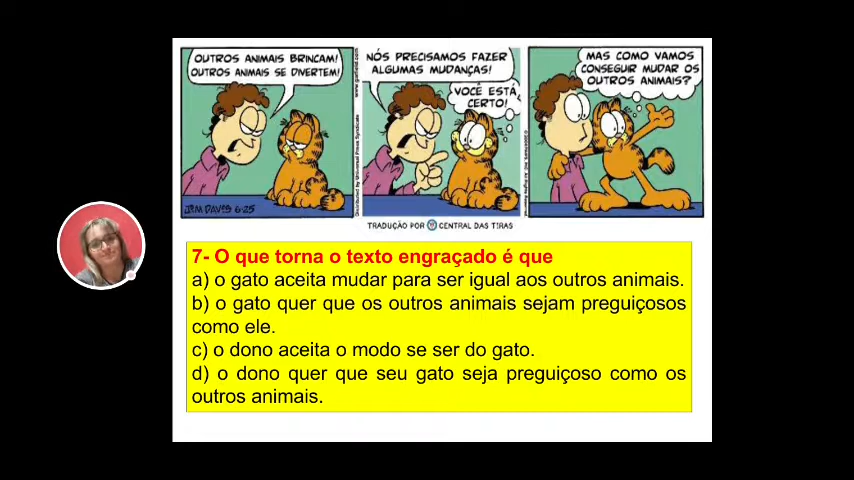 OUTROS ANIMAIS BRINCAM!
OUTROS ANIMAIS SE DIVERTEM!
NÓS PRECISAMOS FAZER
ALGUMAS MUDANÇAS!
VOCÊ ESTÁ
CERTO!
MAS COMO VAMOS
CONSEGUIR MUDAR OS
OUTROS ANIMAIS?
JIM DAVIS 6-25
TRADUÇÃO POR CENTRAL DAS TIRAS
7- O que torna o texto engraçado é que
a) o gato aceita mudar para ser igual aos outros animais.
b) o gato quer que os outros animais sejam preguiçosos
como ele.
c) o dono aceita o modo se ser do gato.
d) o dono quer que seu gato seja preguiçoso como os
outros animais.